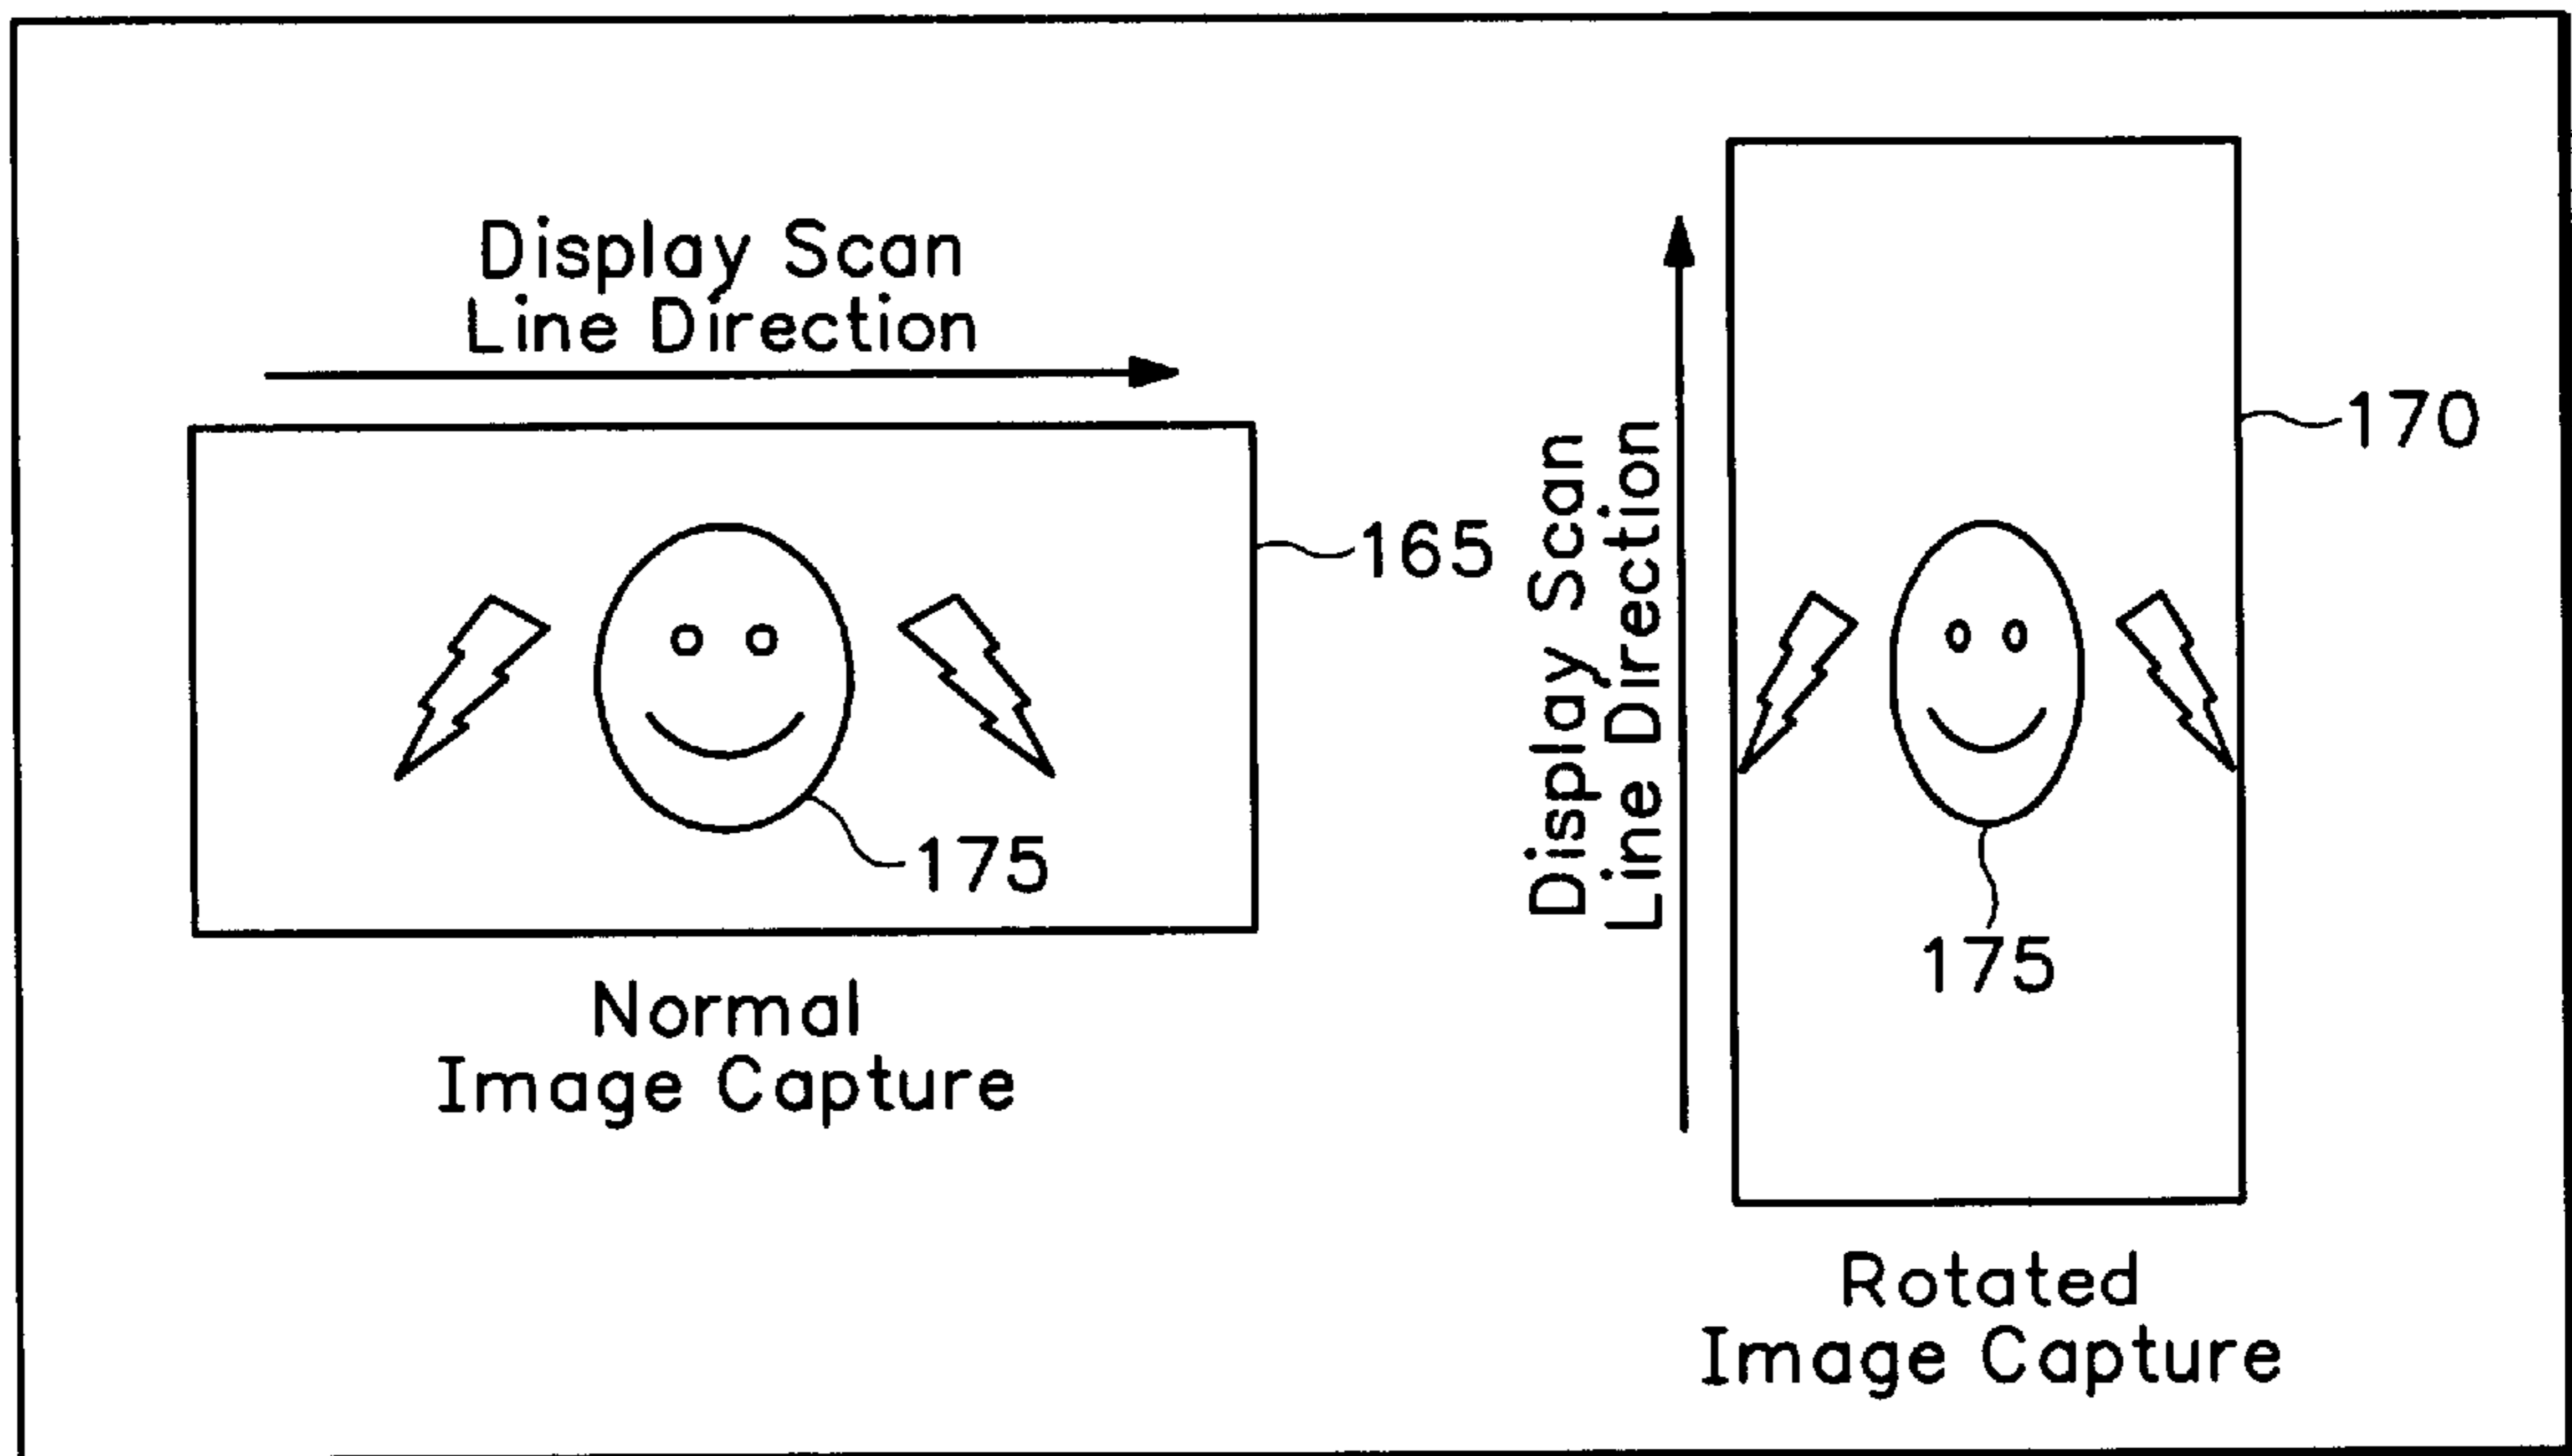 Display Scan
Line Direction
165
175
Normal
Image Capture
Display Scan
Line Direction
170
175
Rotated
Image Capture